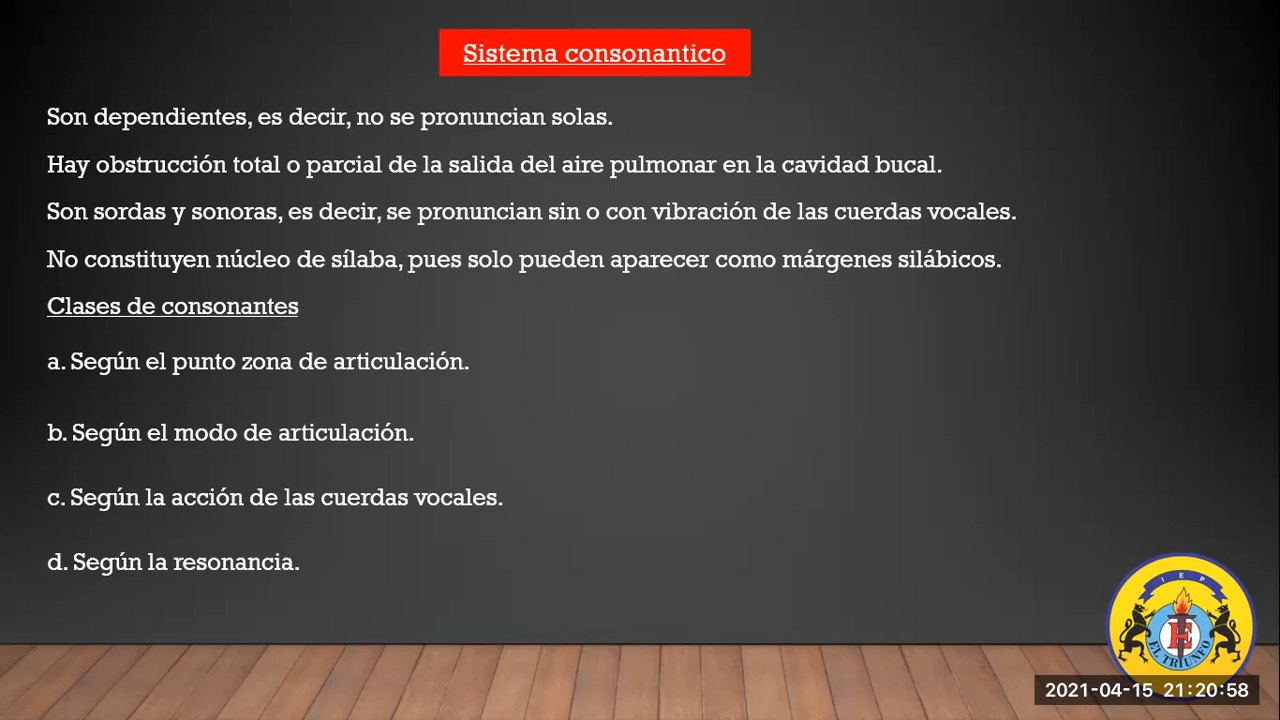 Sistema consonantico
Son dependientes, es decir, no se pronuncian solas.
Hay obstrucción total o parcial de la salida del aire pulmonar en la cavidad bucal.
Son sordas y sonoras, es decir, se pronuncian sin o con vibración de las cuerdas vocales.
No constituyen núcleo de sílaba, pues solo pueden aparecer como márgenes silábicos.
Clases de consonantes
a. Según el punto zona de articulación.
b. Según el modo de articulación.
c. Según la acción de las cuerdas vocales.
d. Según la resonancia.
I E P
E
EL TRIUNFO
2021-04-15 21:20:58